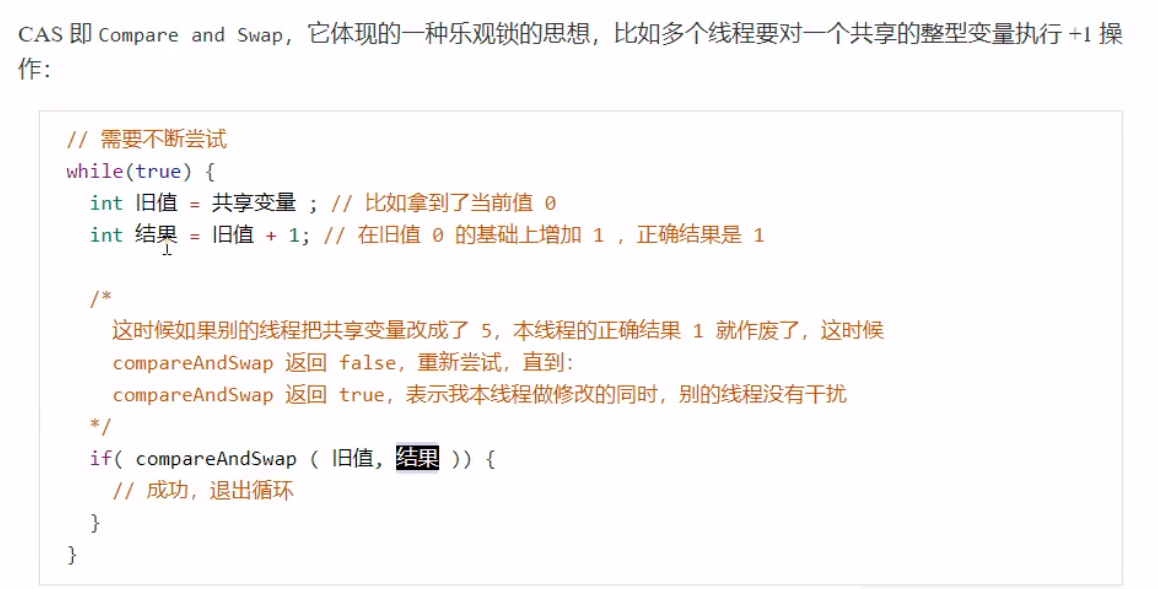 CAS 即 Compare and Swap，它体现的一种乐观锁的思想，比如多个线程要对一个共享的整型变量执行 +1 操
作：
// 需要不断尝试
while(true) {
int 旧值 = 共享变量 ; // 比如拿到了当前值 0
int 结果 = 旧值 + 1; // 在旧值 0 的基础上增加 1 ，正确结果是 1
/*
这时候如果别的线程把共享变量改成了 5，本线程的正确结果 1 就作废了，这时候
compareAndSwap 返回 false，重新尝试，直到：
compareAndSwap 返回 true，表示我本线程做修改的同时，别的线程没有干扰
*/
if( compareAndSwap ( 旧值, 结果 )) {
// 成功，退出循环
}
}